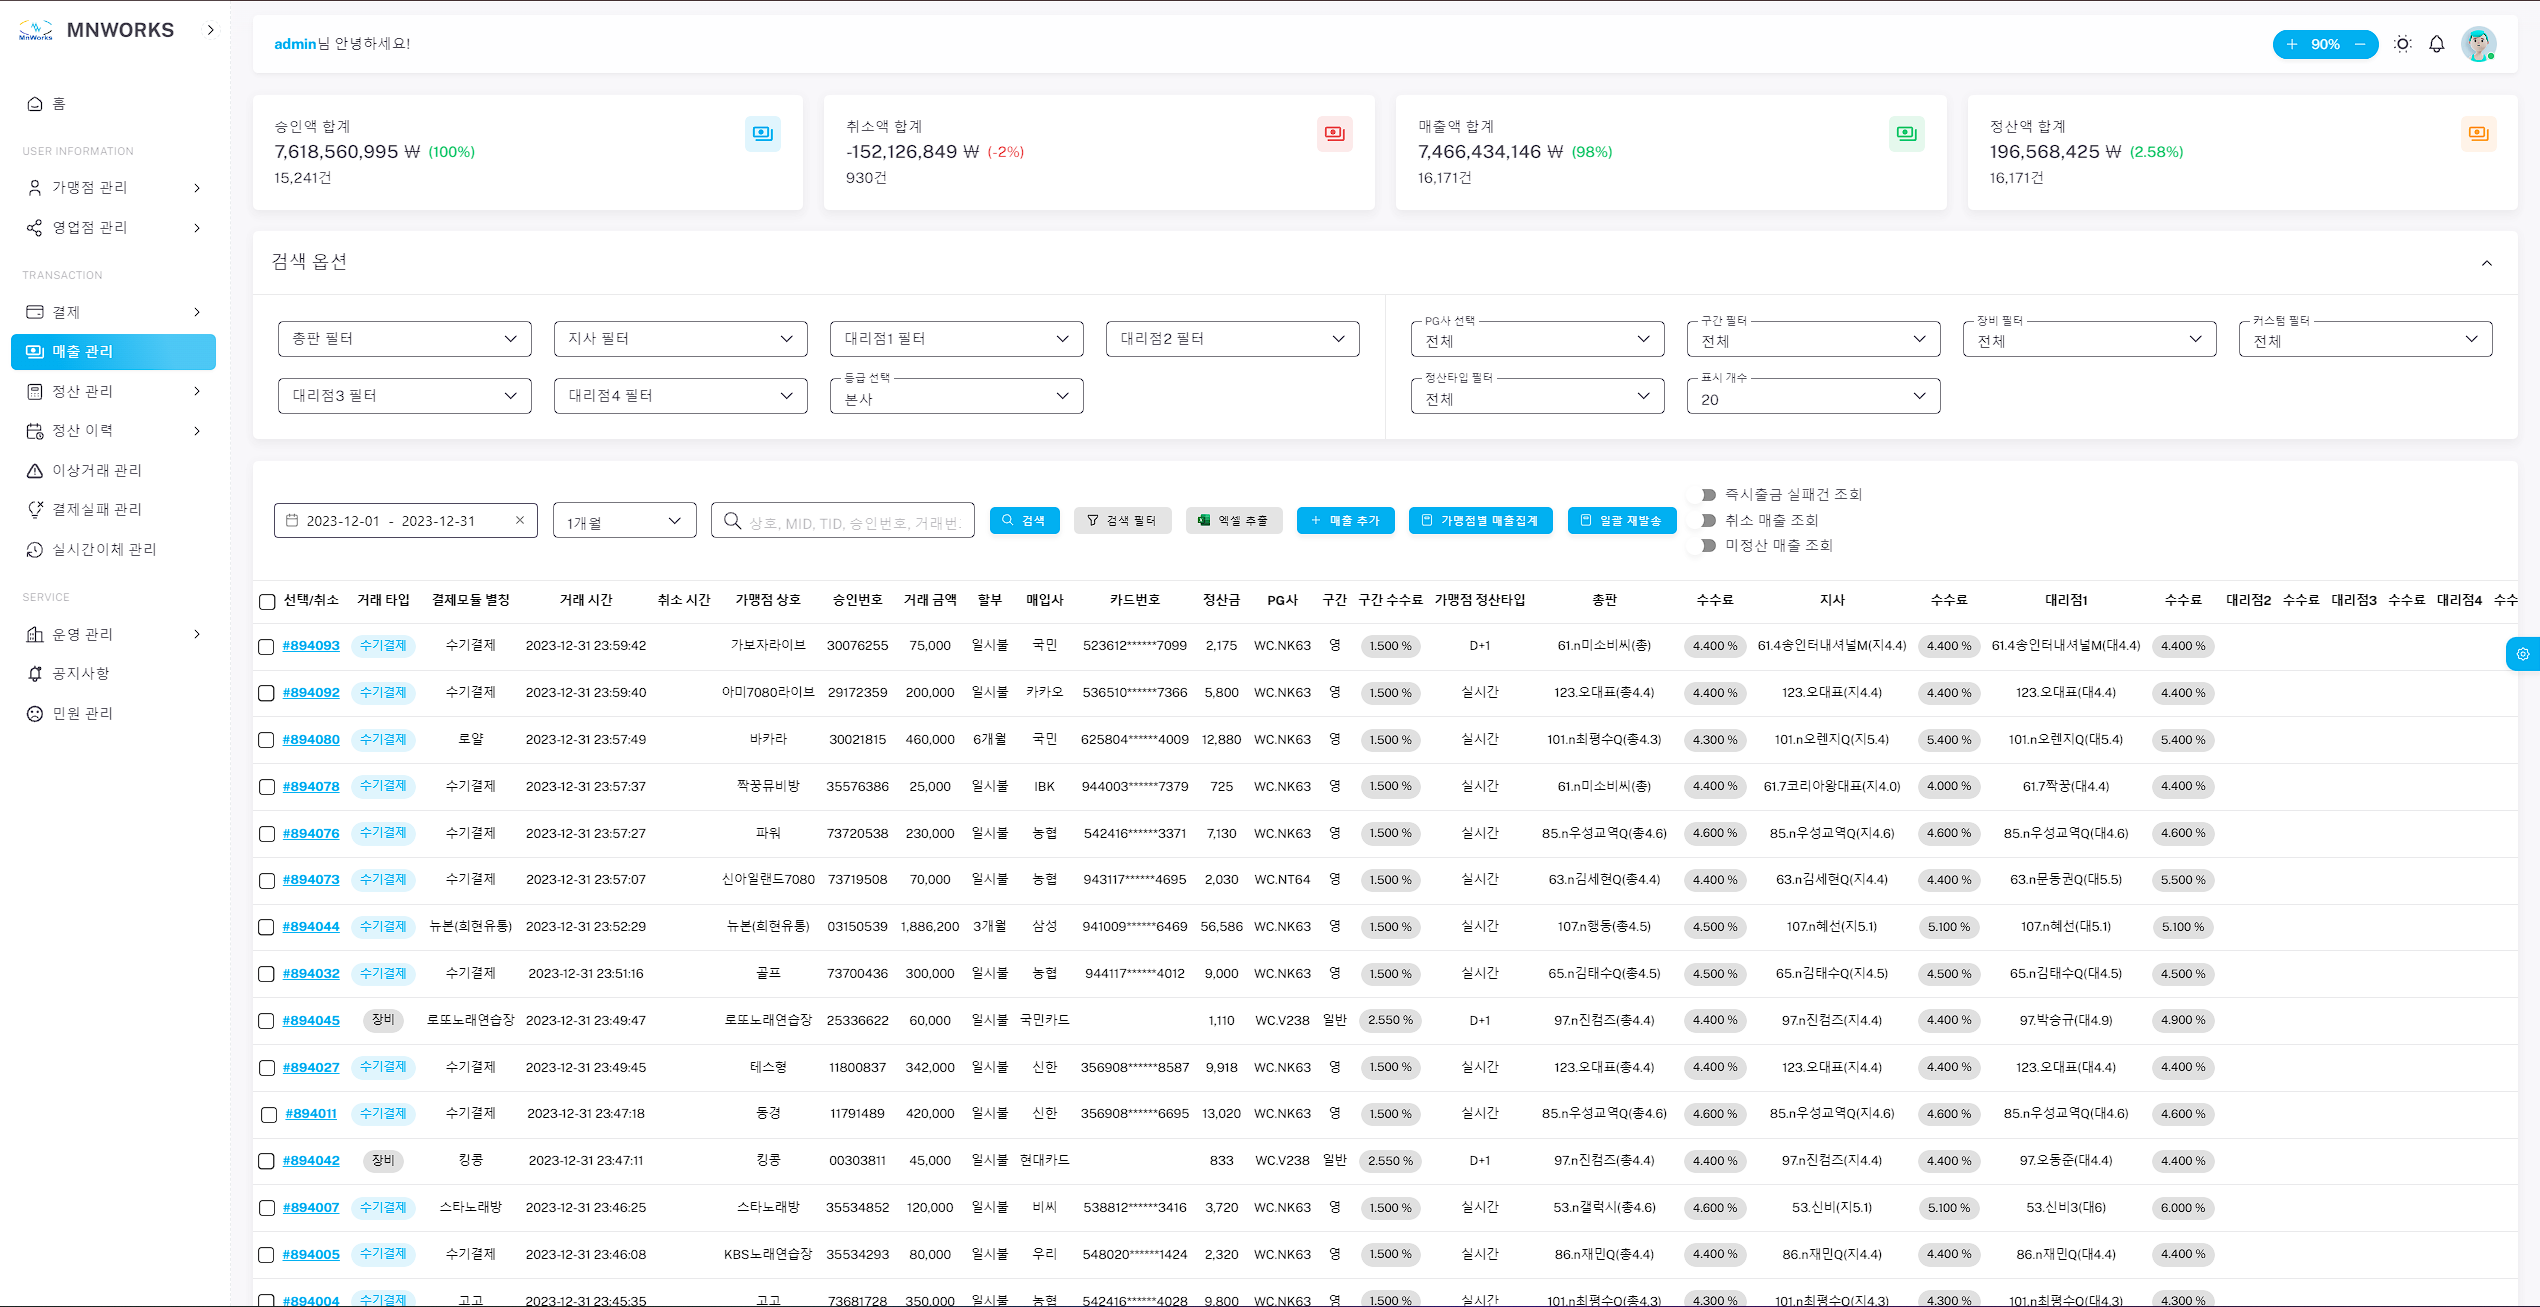 MnWorks
MNWORKS
admin님 안녕하세요!
90%
홈
USER INFORMATION
가맹점 관리
영업점 관리
TRANSACTION
결제
매출 관리
정산 관리
정산 이력
이상거래 관리
결제실패 관리
실시간이체 관리
SERVICE
운영 관리
공지사항
민원 관리
승인액 합계
7,618,560,995 ₩ (100%)
15,241건
취소액 합계
-152,126,849 ₩ (-2%)
930건
매출액 합계
7,466,434,146 ₩ (98%)
16,171건
정산액 합계
196,568,425 ₩ (2.58%)
16,171건
검색 옵션
총판 필터 지사 필터 대리점1 필터 대리점2 필터
대리점3 필터 대리점4 필터 등급 선택 본사
PG사 선택 전체 구간 필터 전체 장비 필터 전체 커스텀 필터 전체
정산타입 필터 전체 표시 개수 20
2023-12-01 - 2023-12-31 1개월 상호, MID, TID, 승인번호, 거래번호 검색 검색 필터 엑셀 추출 + 매출 추가 가맹점별 매출집계 일괄 재발송
즉시출금 실패건 조회
취소 매출 조회
미정산 매출 조회
선택/취소 거래 타입 결제모듈 별칭 거래 시간 취소 시간 가맹점 상호 승인번호 거래 금액 할부 매입사 카드번호 정산금 PG사 구간 구간 수수료 가맹점 정산타입 총판 수수료 지사 수수료 대리점1 수수료 대리점2 수수료 대리점3 수수료 대리점4 수수
#894093 수기결제 수기결제 2023-12-31 23:59:42 가보자라이브 30076255 75,000 일시불 국민 523612******7099 2,175 WC.NK63 영 1.500 % D+1 61.n미소비씨(총) 4.400 % 61.4송인터내셔널M(지4.4) 4.400 % 61.4송인터내셔널M(대4.4) 4.400 %
#894092 수기결제 수기결제 2023-12-31 23:59:40 아미7080라이브 29172359 200,000 일시불 카카오 536510******7366 5,800 WC.NK63 영 1.500 % 실시간 123.오대표(총4.4) 4.400 % 123.오대표(지4.4) 4.400 % 123.오대표(대4.4) 4.400 %
#894080 수기결제 로얄 2023-12-31 23:57:49 바카라 30021815 460,000 6개월 국민 625804******4009 12,880 WC.NK63 영 1.500 % 실시간 101.n최평수Q(총4.3) 4.300 % 101.n오렌지Q(지5.4) 5.400 % 101.n오렌지Q(대5.4) 5.400 %
#894078 수기결제 수기결제 2023-12-31 23:57:37 짝꿍뮤비방 35576386 25,000 일시불 IBK 944003******7379 725 WC.NK63 영 1.500 % 실시간 61.n미소비씨(총) 4.400 % 61.7코리아왕대표(지4.0) 4.000 % 61.7짝꿍(대4.4) 4.400 %
#894076 수기결제 수기결제 2023-12-31 23:57:27 파워 73720538 230,000 일시불 농협 542416******3371 7,130 WC.NK63 영 1.500 % 실시간 85.n우성교역Q(총4.6) 4.600 % 85.n우성교역Q(지4.6) 4.600 % 85.n우성교역Q(대4.6) 4.600 %
#894073 수기결제 수기결제 2023-12-31 23:57:07 신아일랜드7080 73719508 70,000 일시불 농협 943117******4695 2,030 WC.NT64 영 1.500 % 실시간 63.n김세현Q(총4.4) 4.400 % 63.n김세현Q(지4.4) 4.400 % 63.n문동권Q(대5.5) 5.500 %
#894044 수기결제 뉴본(희현유통) 2023-12-31 23:52:29 뉴본(희현유통) 03150539 1,886,200 3개월 삼성 941009******6469 56,586 WC.NK63 영 1.500 % 실시간 107.n행동(총4.5) 4.500 % 107.n혜선(지5.1) 5.100 % 107.n혜선(대5.1) 5.100 %
#894032 수기결제 수기결제 2023-12-31 23:51:16 골프 73700436 300,000 일시불 농협 944117******4012 9,000 WC.NK63 영 1.500 % 실시간 65.n김태수Q(총4.5) 4.500 % 65.n김태수Q(지4.5) 4.500 % 65.n김태수Q(대4.5) 4.500 %
#894045 장비 로또노래연습장 2023-12-31 23:49:47 로또노래연습장 25336622 60,000 일시불 국민카드 1,110 WC.V238 일반 2.550 % D+1 97.n진컴즈(총4.4) 4.400 % 97.n진컴즈(지4.4) 4.400 % 97.박승규(대4.9) 4.900 %
#894027 수기결제 수기결제 2023-12-31 23:49:45 테스형 11800837 342,000 일시불 신한 356908******8587 9,918 WC.NK63 영 1.500 % 실시간 123.오대표(총4.4) 4.400 % 123.오대표(지4.4) 4.400 % 123.오대표(대4.4) 4.400 %
#894011 수기결제 수기결제 2023-12-31 23:47:18 동경 11791489 420,000 일시불 신한 356908******6695 13,020 WC.NK63 영 1.500 % 실시간 85.n우성교역Q(총4.6) 4.600 % 85.n우성교역Q(지4.6) 4.600 % 85.n우성교역Q(대4.6) 4.600 %
#894042 장비 킹콩 2023-12-31 23:47:11 킹콩 00303811 45,000 일시불 현대카드 833 WC.V238 일반 2.550 % D+1 97.n진컴즈(총4.4) 4.400 % 97.n진컴즈(지4.4) 4.400 % 97.오동준(대4.4) 4.400 %
#894007 수기결제 스타노래방 2023-12-31 23:46:25 스타노래방 35534852 120,000 일시불 비씨 538812******3416 3,720 WC.NK63 영 1.500 % 실시간 53.n갤럭시(총4.6) 4.600 % 53.신비(지5.1) 5.100 % 53.신비3(대6) 6.000 %
#894005 수기결제 수기결제 2023-12-31 23:46:08 KBS노래연습장 35534293 80,000 일시불 우리 548020******1424 2,320 WC.NK63 영 1.500 % 실시간 86.n재민Q(총4.4) 4.400 % 86.n재민Q(지4.4) 4.400 % 86.n재민Q(대4.4) 4.400 %
#894004 수기결제 고고 2023-12-31 23:45:35 고고 73681728 350,000 일시불 농협 542416******4028 9,800 WC.NK63 영 1.500 % 실시간 101.n최평수Q(총4.3) 4.300 % 101.n최평수Q(지4.3) 4.300 % 101.n최평수Q(대4.3) 4.300 %